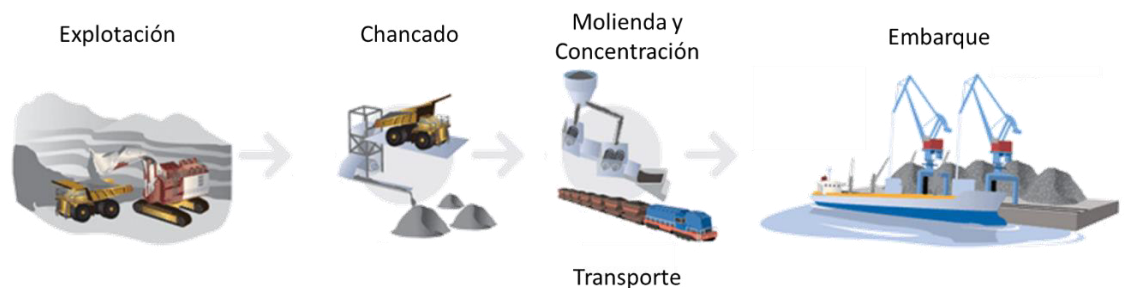 Explotación
Chancado
Molienda y
Concentración
Embarque
Transporte